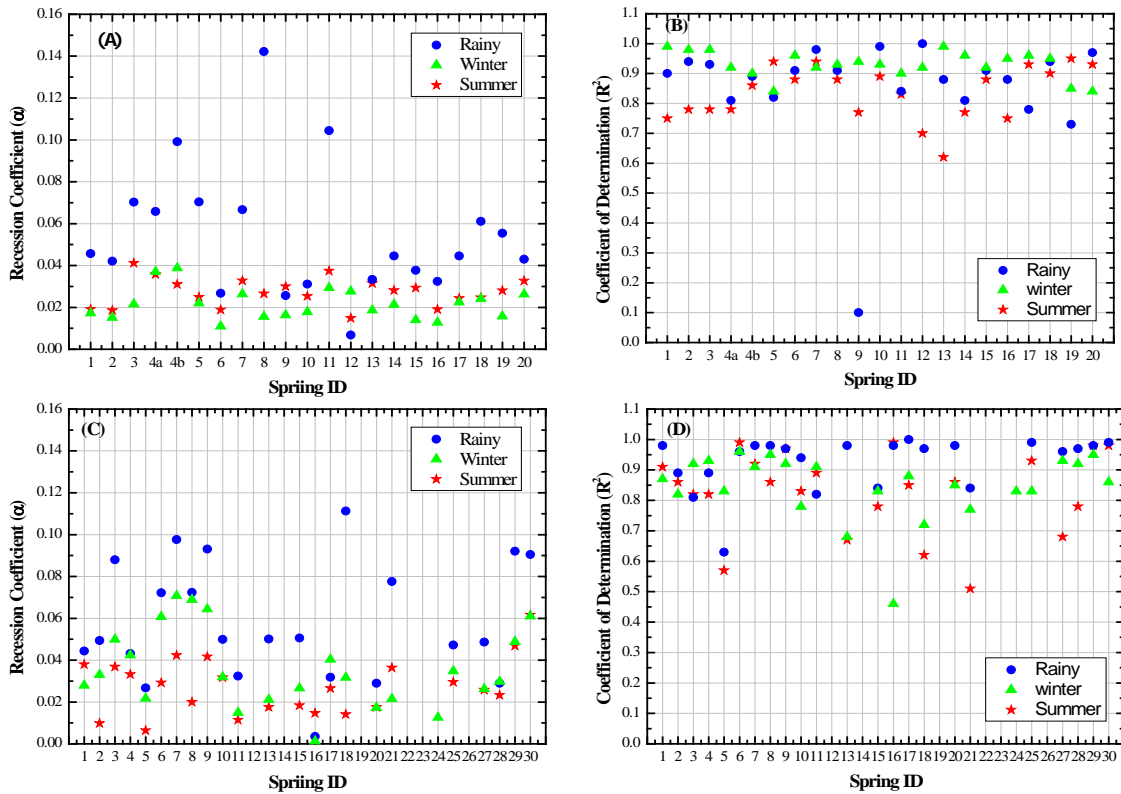 (A)
Rainy
Winter
Summer
Recession Coefficient (α)
0.16
0.14
0.12
0.10
0.08
0.06
0.04
0.02
0.00
1 2 3 4a 4b 5 6 7 8 9 10 11 12 13 14 15 16 17 18 19 20
Spriing ID
(B)
Rainy
winter
Summer
Coefficient of Determination (R²)
1.1
1.0
0.9
0.8
0.7
0.6
0.5
0.4
0.3
0.2
0.1
0.0
1 2 3 4a 4b 5 6 7 8 9 10 11 12 13 14 15 16 17 18 19 20
Spring ID
(C)
Rainy
Winter
Summer
Recession Coefficient (α)
0.16
0.14
0.12
0.10
0.08
0.06
0.04
0.02
0.00
1 2 3 4 5 6 7 8 9 10 11 12 13 14 15 16 17 18 19 20 21 22 23 24 25 26 27 28 29 30
Spriing ID
(D)
Rainy
winter
Summer
Coefficient of Determination (R²)
1.1
1.0
0.9
0.8
0.7
0.6
0.5
0.4
0.3
0.2
0.1
0.0
1 2 3 4 5 6 7 8 9 10 11 12 13 14 15 16 17 18 19 20 21 22 23 24 25 26 27 28 29 30
Spring ID